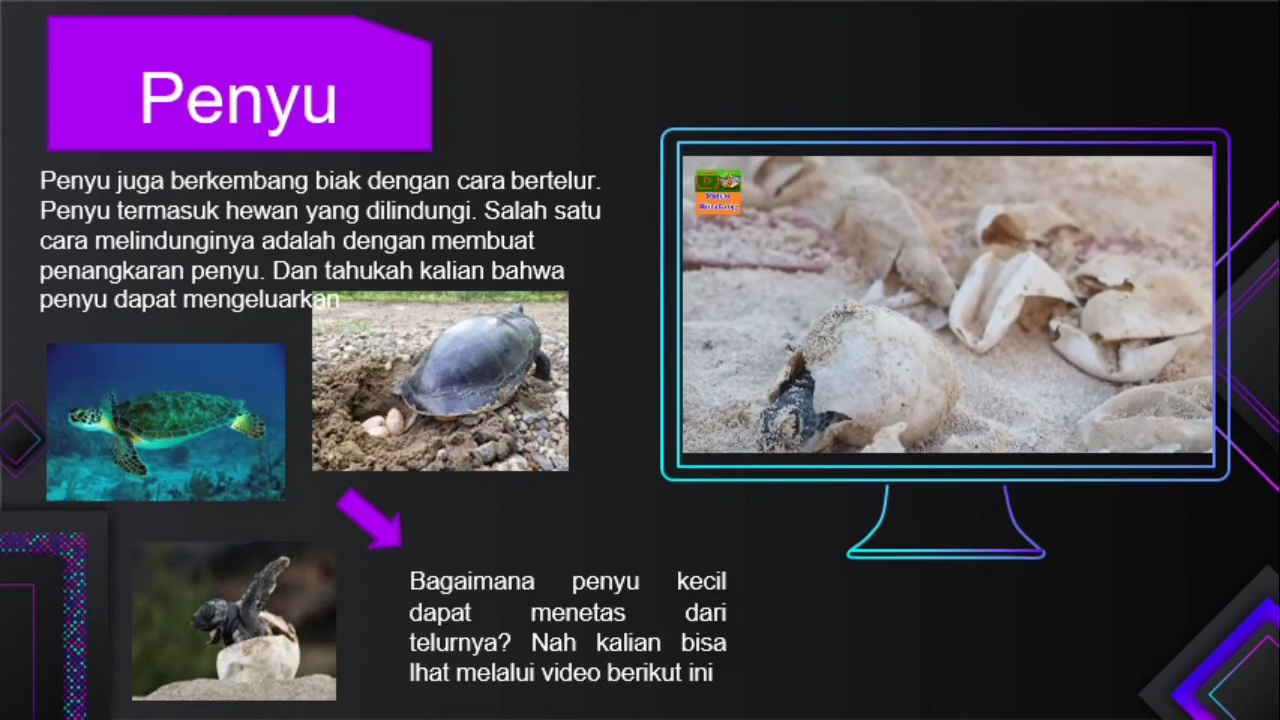 Penyu
Penyu juga berkembang biak dengan cara bertelur.
Penyu termasuk hewan yang dilindungi. Salah satu
cara melindunginya adalah dengan membuat
penangkaran penyu. Dan tahukah kalian bahwa
penyu dapat mengeluarkan
Bagaimana penyu kecil
dapat menetas dari
telurnya? Nah kalian bisa
lhat melalui video berikut ini